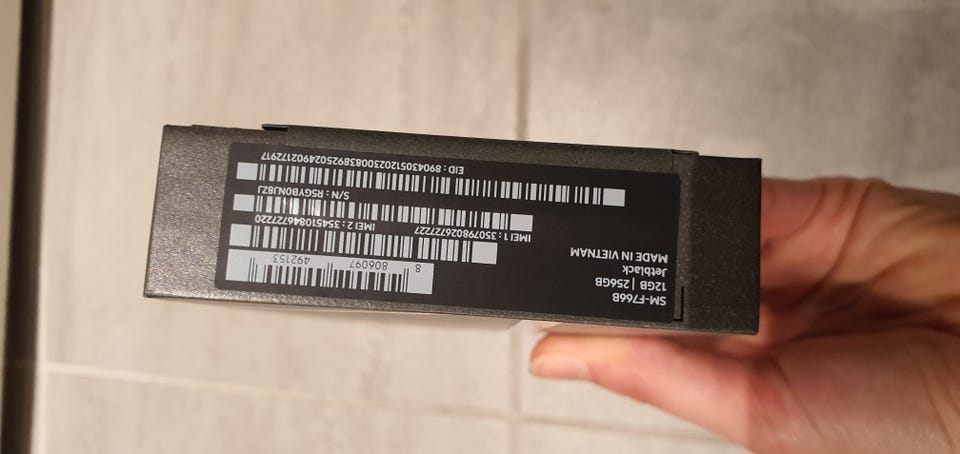 SM-F766B
12GB | 256GB
Jetblack
MADE IN VIETNAM
8 806097 492153
IMEI 1 : 350798026727227
IMEI 2 : 354510846727220
S/N : R5GYB0NJ8ZJ
EID : 89043051202300838925024902172917